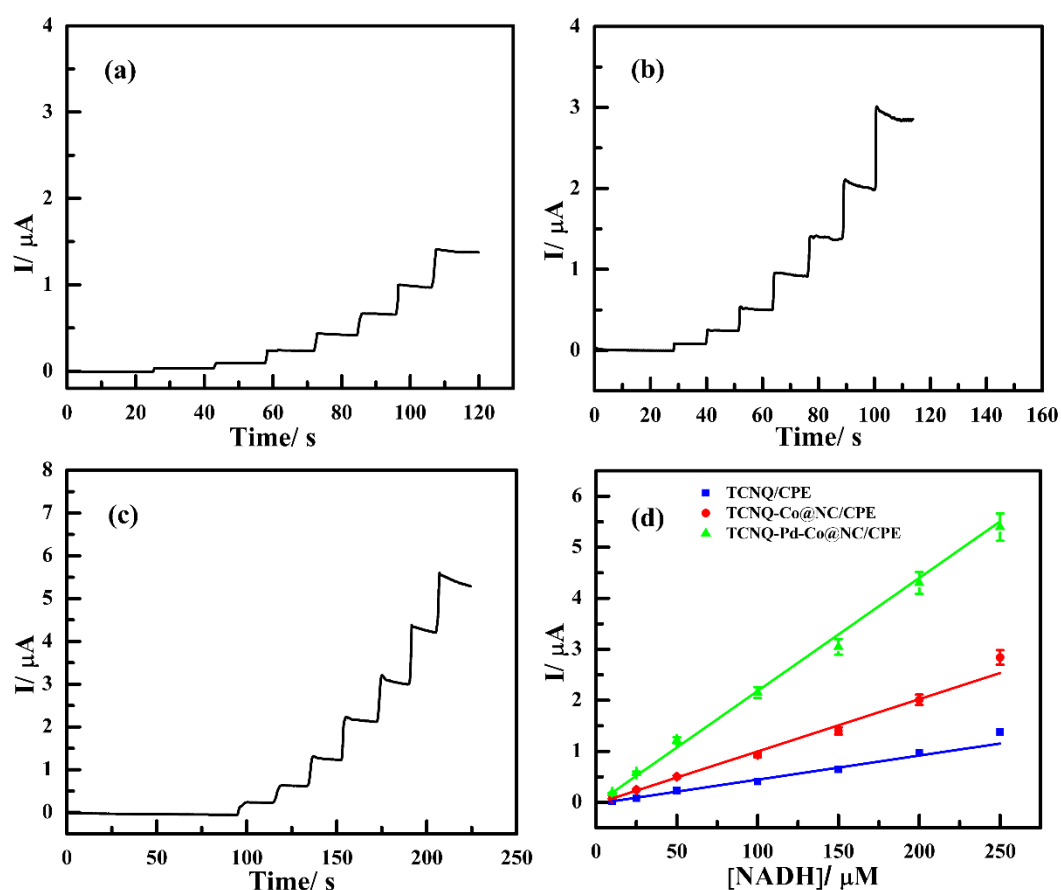 (a)
I/ μA
4
3
2
1
0
0 20 40 60 80 100 120
Time/ s
(b)
I/ μA
4
3
2
1
0
0 20 40 60 80 100 120 140 160
Time/ s
(c)
I/ μA
8
7
6
5
4
3
2
1
0
0 50 100 150 200 250
Time/ s
(d)
TCNQ/CPE
TCNQ-Co@NC/CPE
TCNQ-Pd-Co@NC/CPE
I/ μA
6
5
4
3
2
1
0
0 50 100 150 200 250
[NADH]/ μM